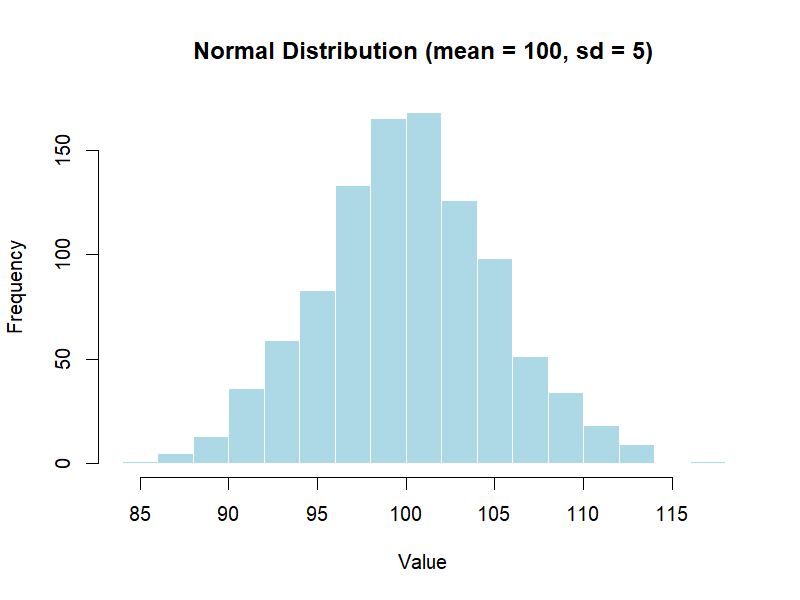 Normal Distribution (mean = 100, sd = 5)
150
100
50
0
Frequency
85 90 95 100 105 110 115
Value